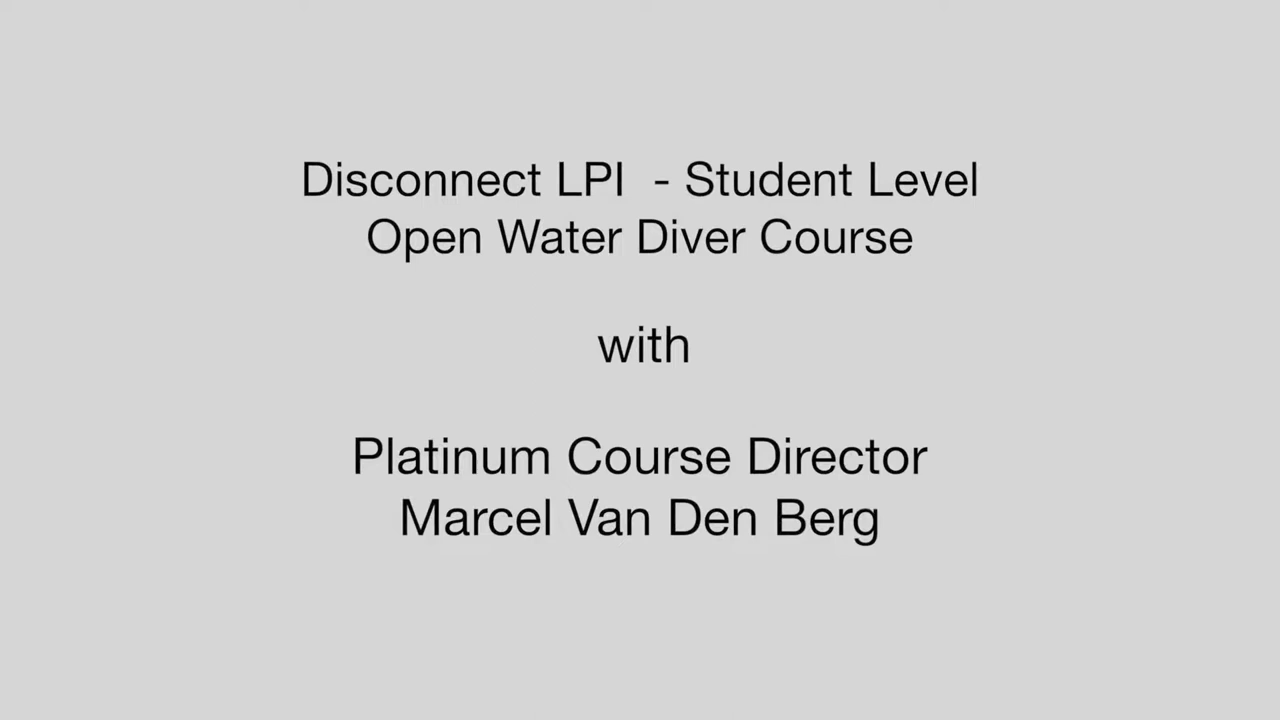 Disconnect LPI  - Student Level
Open Water Diver Course
with
Platinum Course Director
Marcel Van Den Berg